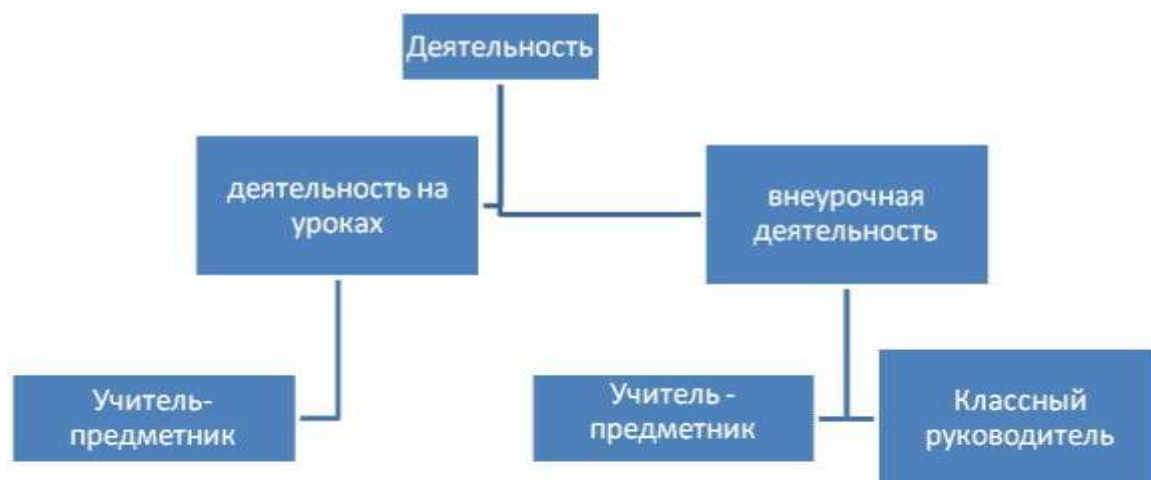 Деятельность
деятельность на
уроках
внеурочная
деятельность
Учитель-
предметник
Учитель -
предметник
Классный
руководитель